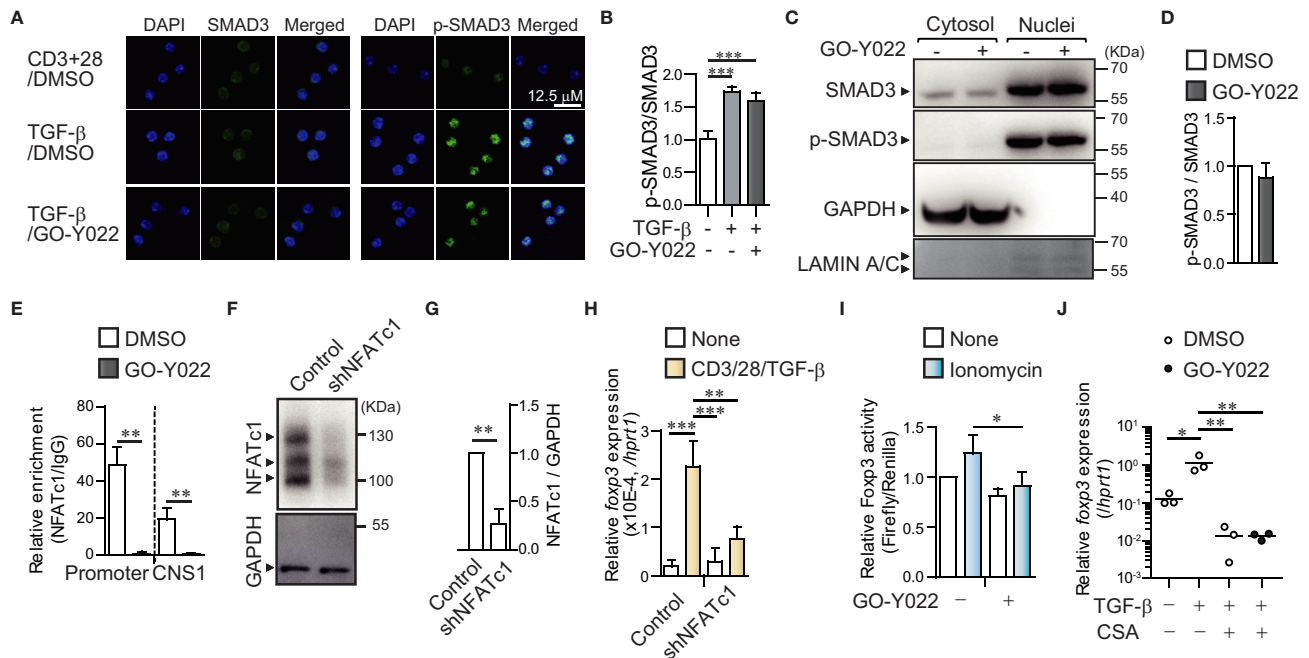 A
DAPI SMAD3 Merged DAPI p-SMAD3 Merged
CD3+28
/DMSO
12.5 μM
TGF-β
/DMSO
TGF-β
/GO-Y022
B
*** 
***
p-SMAD3/SMAD3
2.0
1.5
1.0
0.5
0.0
TGF-β - + +
GO-Y022 - - +
C
Cytosol Nuclei
GO-Y022 - + - + (KDa)
SMAD3
70
55
p-SMAD3
70
55
GAPDH
55
40
LAMIN A/C
70
55
D
DMSO
GO-Y022
p-SMAD3 / SMAD3
1.5
1.0
0.5
0.0
E
DMSO
GO-Y022
Relative enrichment
(NFATc1/IgG)
80
60
40
20
0
**
**
Promoter CNS1
F
Control
shNFATc1
(KDa)
NFATc1
130
100
GAPDH
55
G
**
1.5
1.0
0.5
0.0
NFATc1 / GAPDH
Control
shNFATc1
H
None
CD3/28/TGF-β
Relative foxp3 expression
(x10E-4, /hprt1)
3
2
1
0
**
***
***
Control
shNFATc1
I
None
Ionomycin
Relative Foxp3 activity
(Firefly/Renilla)
1.5
1.0
0.5
0.0
*
GO-Y022 - +
J
DMSO
GO-Y022
Relative foxp3 expression
(/hprt1)
10¹
10⁰
10⁻¹
10⁻²
10⁻³
**
**
*
TGF-β - + + +
CSA - - + +